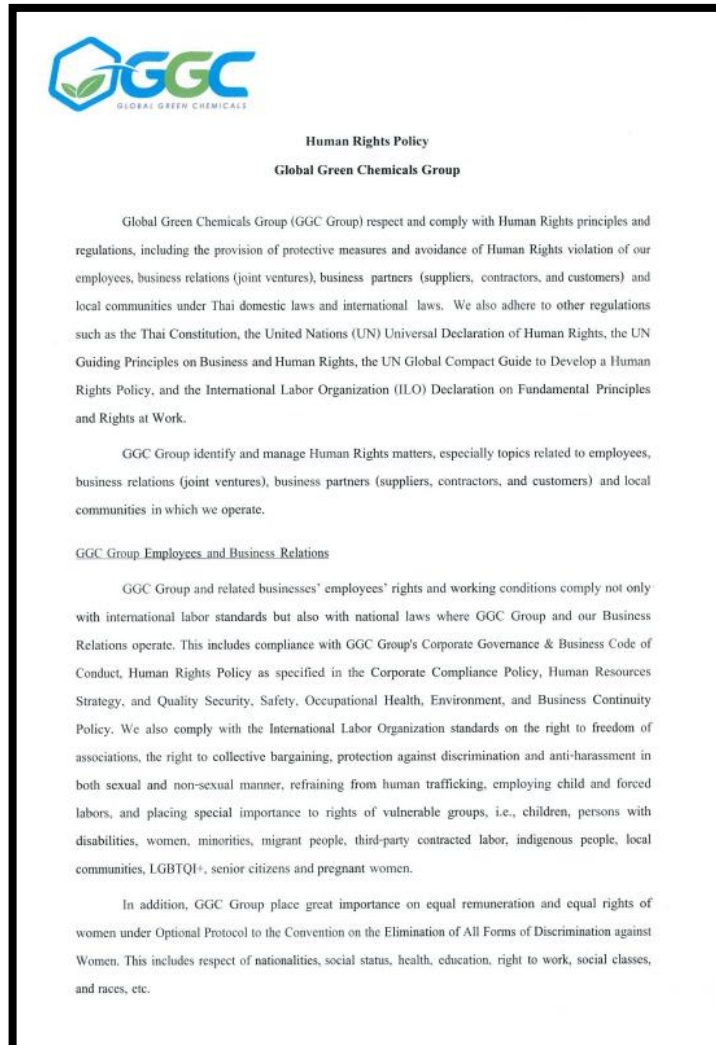 GGC
GLOBAL GREEN CHEMICALS
Human Rights Policy
Global Green Chemicals Group
Global Green Chemicals Group (GGC Group) respect and comply with Human Rights principles and
regulations, including the provision of protective measures and avoidance of Human Rights violation of our
employees, business relations (joint ventures), business partners (suppliers, contractors, and customers) and
local communities under Thai domestic laws and international laws. We also adhere to other regulations
such as the Thai Constitution, the United Nations (UN) Universal Declaration of Human Rights, the UN
Guiding Principles on Business and Human Rights, the UN Global Compact Guide to Develop a Human
Rights Policy, and the International Labor Organization (ILO) Declaration on Fundamental Principles
and Rights at Work.
GGC Group identify and manage Human Rights matters, especially topics related to employees,
business relations (joint ventures), business partners (suppliers, contractors, and customers) and local
communities in which we operate.
GGC Group Employees and Business Relations
GGC Group and related businesses' employees' rights and working conditions comply not only
with international labor standards but also with national laws where GGC Group and our Business
Relations operate. This includes compliance with GGC Group's Corporate Governance & Business Code of
Conduct, Human Rights Policy as specified in the Corporate Compliance Policy, Human Resources
Strategy, and Quality Security, Safety, Occupational Health, Environment, and Business Continuity
Policy. We also comply with the International Labor Organization standards on the right to freedom of
associations, the right to collective bargaining, protection against discrimination and anti-harassment in
both sexual and non-sexual manner, refraining from human trafficking, employing child and forced
labors, and placing special importance to rights of vulnerable groups, i.e., children, persons with
disabilities, women, minorities, migrant people, third-party contracted labor, indigenous people, local
communities, LGBTQI+, senior citizens and pregnant women.
In addition, GGC Group place great importance on equal remuneration and equal rights of
women under Optional Protocol to the Convention on the Elimination of All Forms of Discrimination against
Women. This includes respect of nationalities, social status, health, education, right to work, social classes,
and races, etc.